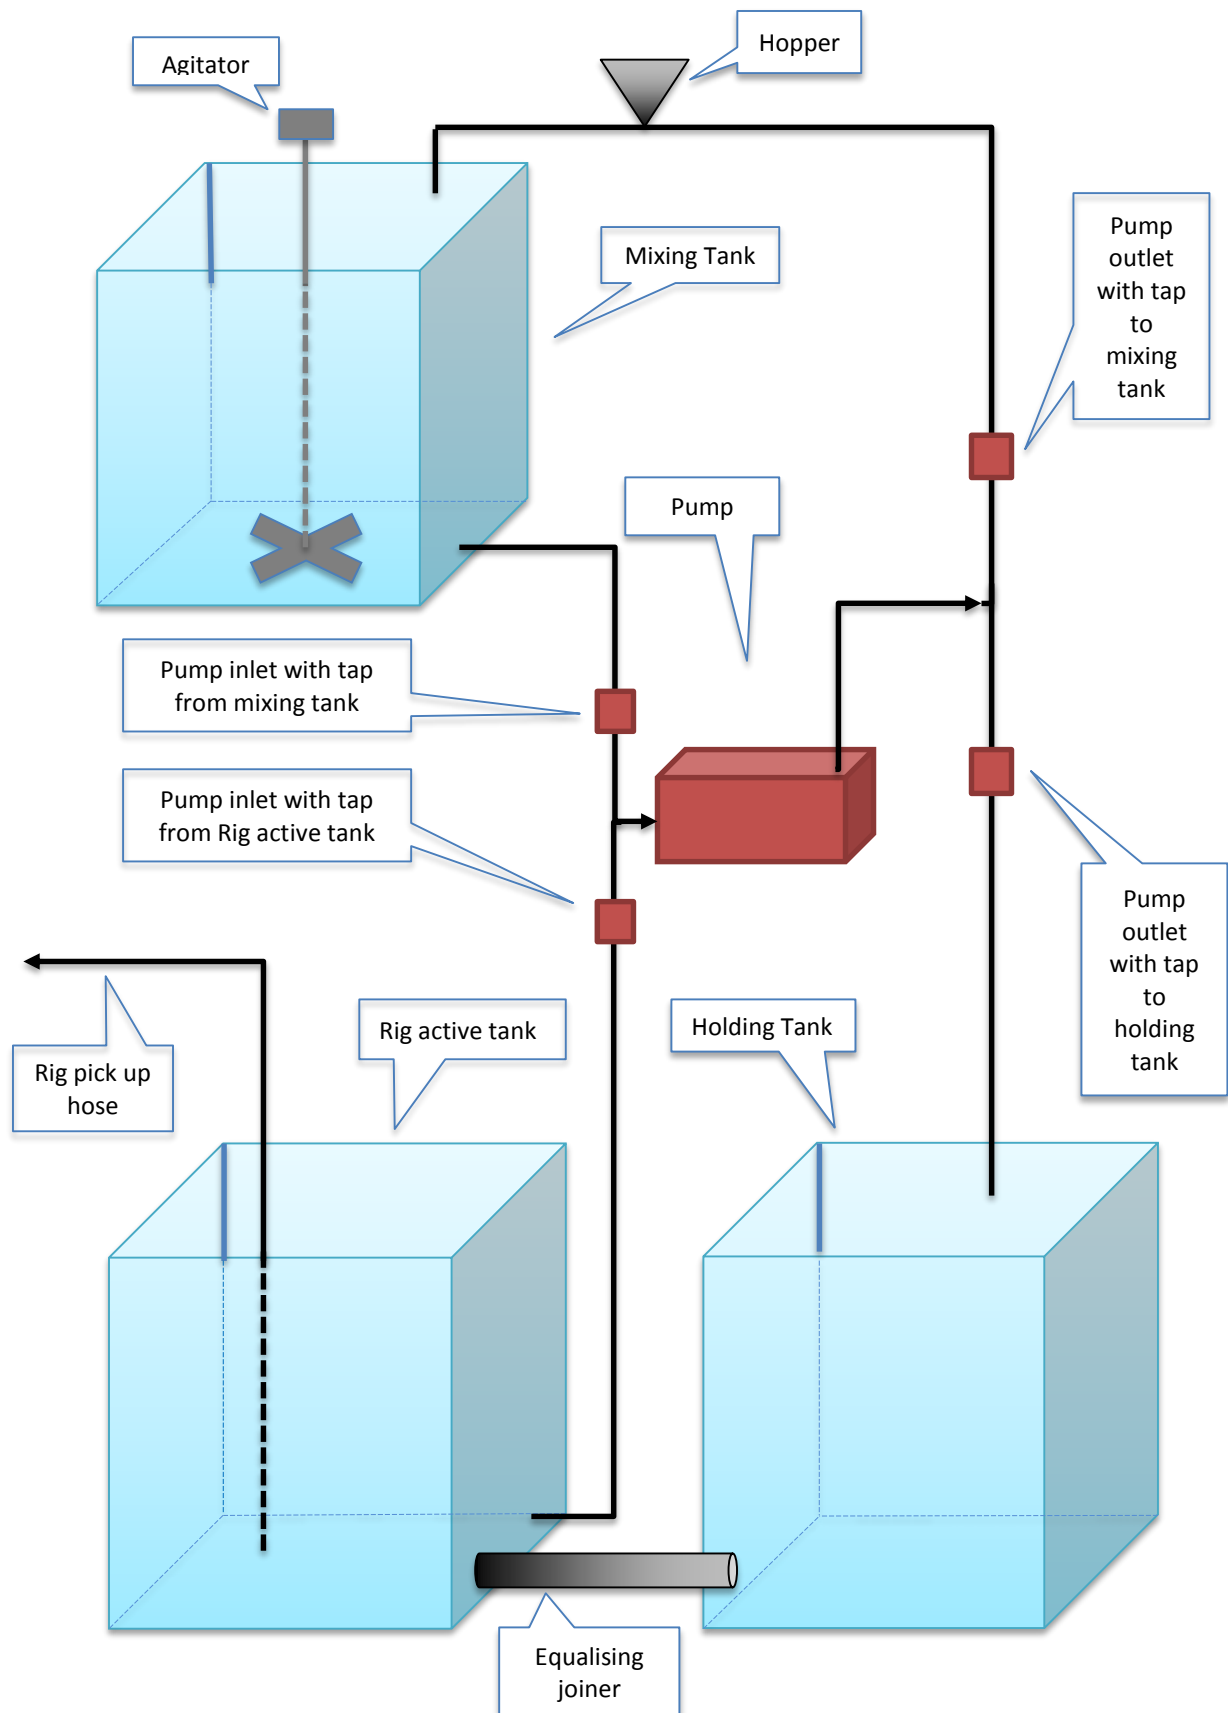 Hopper
Agitator
Mixing Tank
Pump
outlet
with tap
to
mixing
tank
Pump
Pump inlet with tap
from mixing tank
Pump inlet with tap
from Rig active tank
Pump
outlet
with tap
to
holding
tank
Rig active tank
Holding Tank
Rig pick up
hose
Equalising
joiner